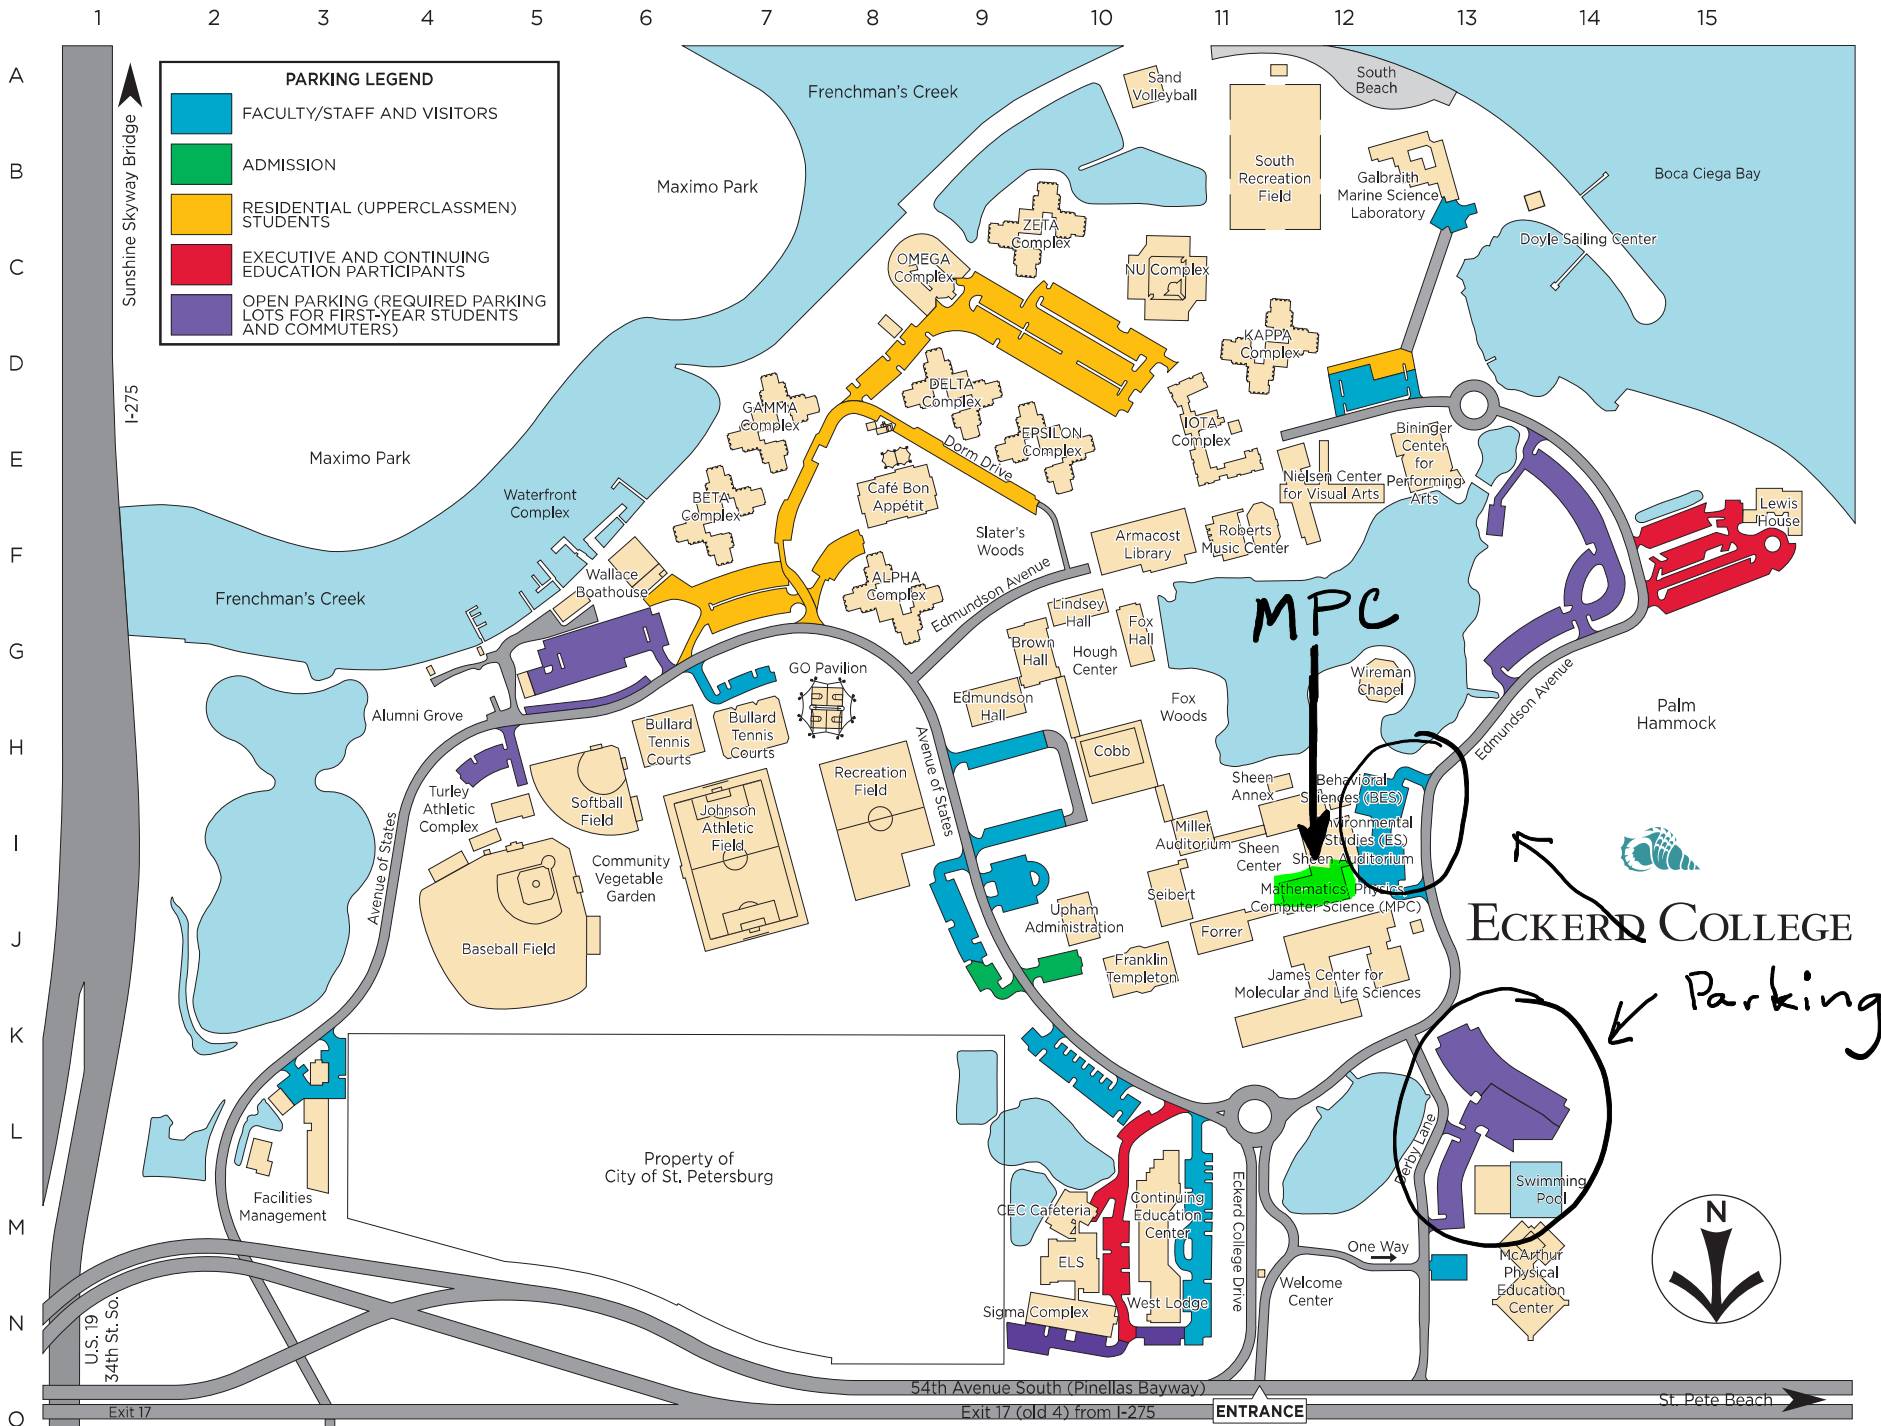 1 2 3 4 5 6 7 8 9 10 11 12 13 14 15
A
B
C
D
E
F
G
H
I
J
K
L
M
N
O
PARKING LEGEND
FACULTY/STAFF AND VISITORS
ADMISSION
RESIDENTIAL (UPPERCLASSMEN)
STUDENTS
EXECUTIVE AND CONTINUING
EDUCATION PARTICIPANTS
OPEN PARKING (REQUIRED PARKING
LOTS FOR FIRST-YEAR STUDENTS
AND COMMUTERS)
Sunshine Skyway Bridge
I-275
Frenchman's Creek
Maximo Park
Sand
Volleyball
South
Beach
South
Recreation
Field
Galbraith
Marine Science
Laboratory
Boca Ciega Bay
Doyle Sailing Center
ZETA
Complex
OMEGA
Complex
NU Complex
KAPPA
Complex
DELTA
Complex
GAMMA
Complex
EPSILON
Complex
IOTA
Complex
Dorm Drive
Bininger
Center
for
Performing
Arts
Nielsen Center
for Visual Arts
Maximo Park
Waterfront
Complex
BETA
Complex
Café Bon
Appétit
Slater's
Woods
Armacost
Library
Roberts
Music Center
Lewis
House
Frenchman's Creek
Wallace
Boathouse
ALPHA
Complex
Edmundson Avenue
Lindsey
Hall
Fox
Hall
Brown
Hall
Hough
Center
MPC
Wireman
Chapel
GO Pavilion
Edmundson
Hall
Fox
Woods
Edmundson Avenue
Palm
Hammock
Alumni Grove
Bullard
Tennis
Courts
Bullard
Tennis
Courts
Avenue of States
Cobb
Recreation
Field
Turley
Athletic
Complex
Softball
Field
Johnson
Athletic
Field
Sheen
Annex
Behavioral
Sciences (BES)
Environmental
Studies (ES)
Miller
Auditorium
Sheen
Center
Sheen Auditorium
Mathematics, Physics
Computer Science (MPC)
Avenue of States
Community
Vegetable
Garden
Seibert
Upham
Administration
Forrer
Baseball Field
Franklin
Templeton
James Center for
Molecular and Life Sciences
ECKERD COLLEGE
Parking
Property of
City of St. Petersburg
Facilities
Management
Derby Lane
Swimming
Pool
CEC Cafeteria
Continuing
Education
Center
Eckerd College Drive
ELS
One Way
Welcome
Center
McArthur
Physical
Education
Center
N
Sigma Complex
West Lodge
U.S. 19
34th St. So.
54th Avenue South (Pinellas Bayway)
St. Pete Beach
Exit 17
Exit 17 (old 4) from I-275
ENTRANCE